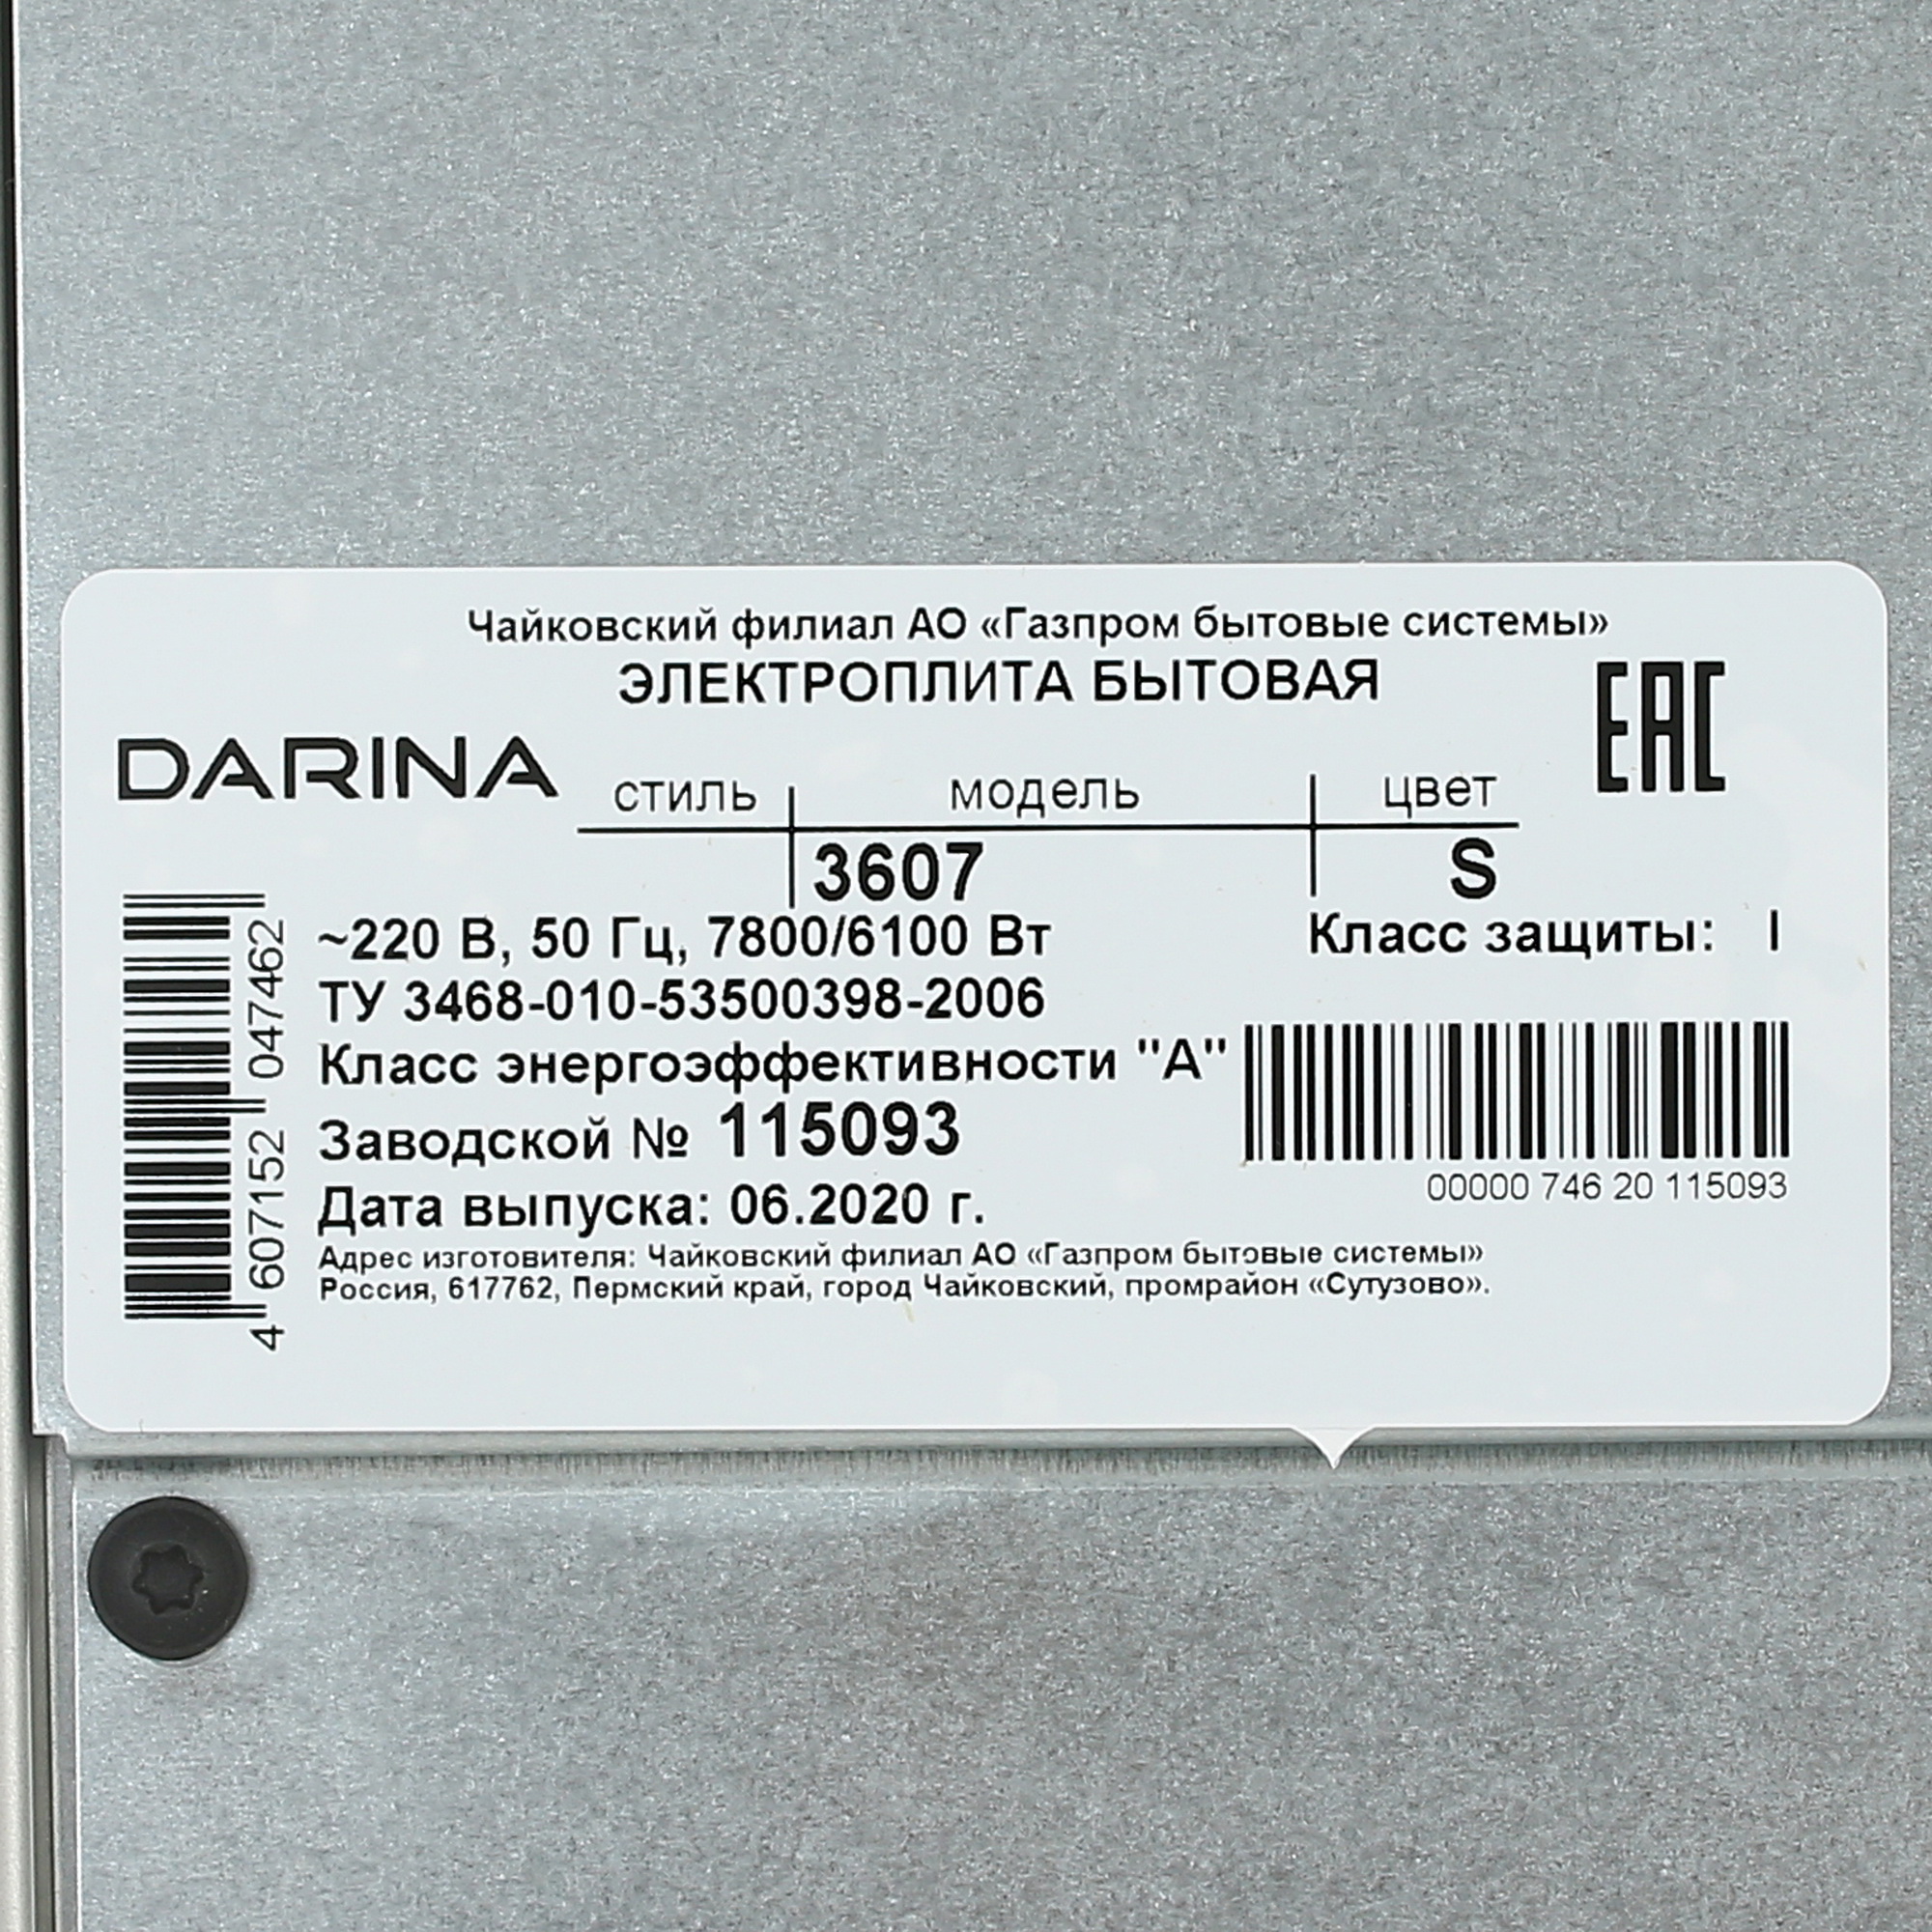 Чайковский филиал АО «Газпром бытовые системы»
ЭЛЕКТРОПЛИТА БЫТОВАЯ
EAC
DARINA
стиль модель цвет
3607 S
~220 В, 50 Гц, 7800/6100 Вт Класс защиты: I
ТУ 3468-010-53500398-2006
Класс энергоэффективности "А"
Заводской № 115093
00000 746 20 115093
Дата выпуска: 06.2020 г.
Адрес изготовителя: Чайковский филиал АО «Газпром бытовые системы»
Россия, 617762, Пермский край, город Чайковский, промрайон «Сутузово».
4 607152 047462